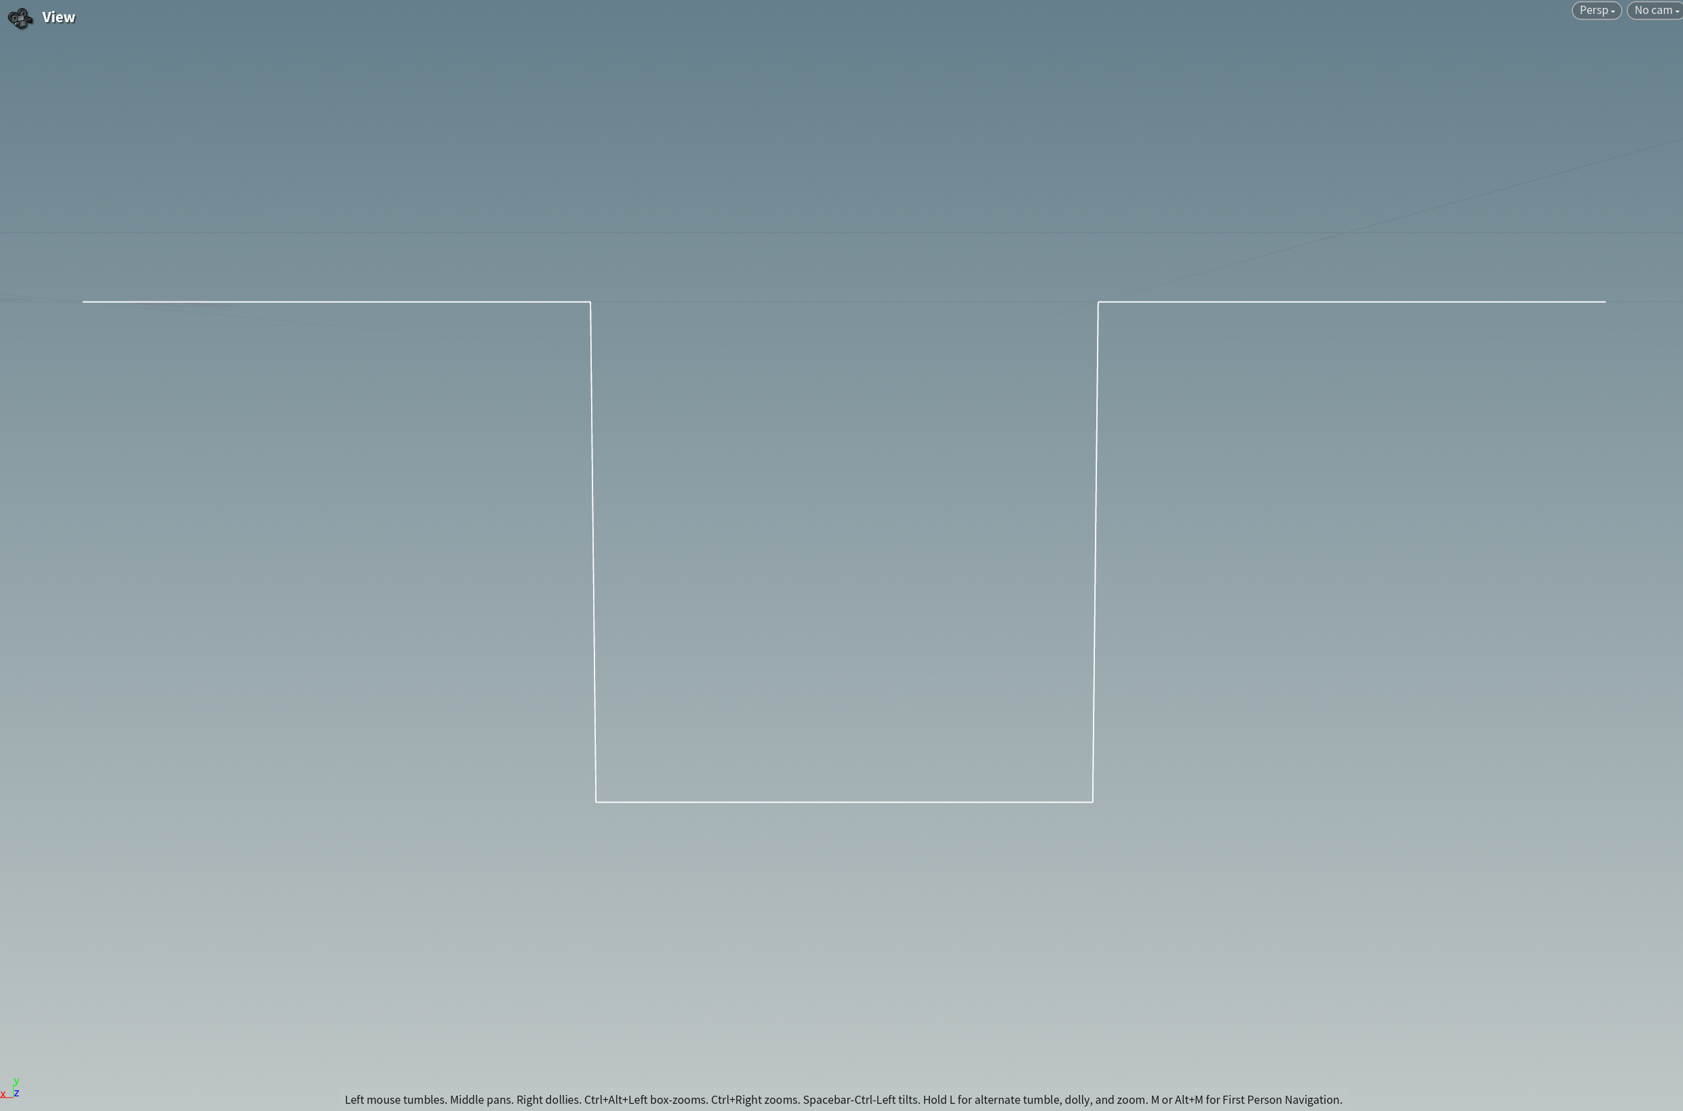 View
Persp
No cam
y
x
z
Left mouse tumbles. Middle pans. Right dollies. Ctrl+Alt+Left box-zooms. Ctrl+Right zooms. Spacebar-Ctrl-Left tilts. Hold L for alternate tumble, dolly, and zoom. M or Alt+M for First Person Navigation.